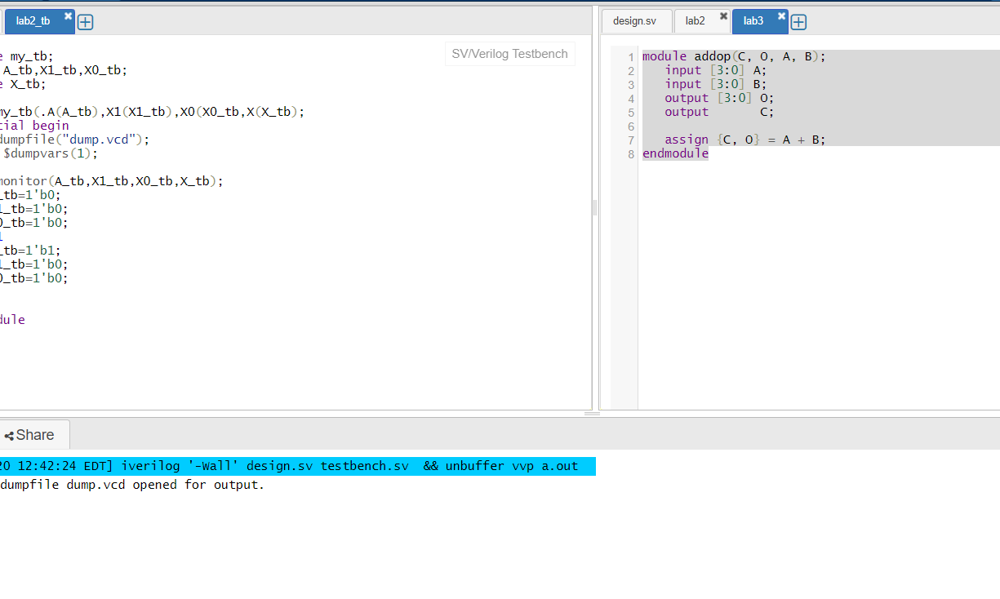 lab2_tb
SV/Verilog Testbench
e my_tb;
A_tb,X1_tb,X0_tb;
e X_tb;
my_tb(.A(A_tb),X1(X1_tb),X0(X0_tb,X(X_tb);
tial begin
dumpfile("dump.vcd");
$dumpvars(1);
monitor(A_tb,X1_tb,X0_tb,X_tb);
_tb=1'b0;
1_tb=1'b0;
0_tb=1'b0;
1
_tb=1'b1;
1_tb=1'b0;
0_tb=1'b0;
dule
design.sv lab2 lab3
1 module addop(C, O, A, B);
2 input [3:0] A;
3 input [3:0] B;
4 output [3:0] O;
5 output C;
6
7 assign {C, O} = A + B;
8 endmodule
Share
20 12:42:24 EDT] iverilog '-Wall' design.sv testbench.sv && unbuffer vvp a.out
dumpfile dump.vcd opened for output.